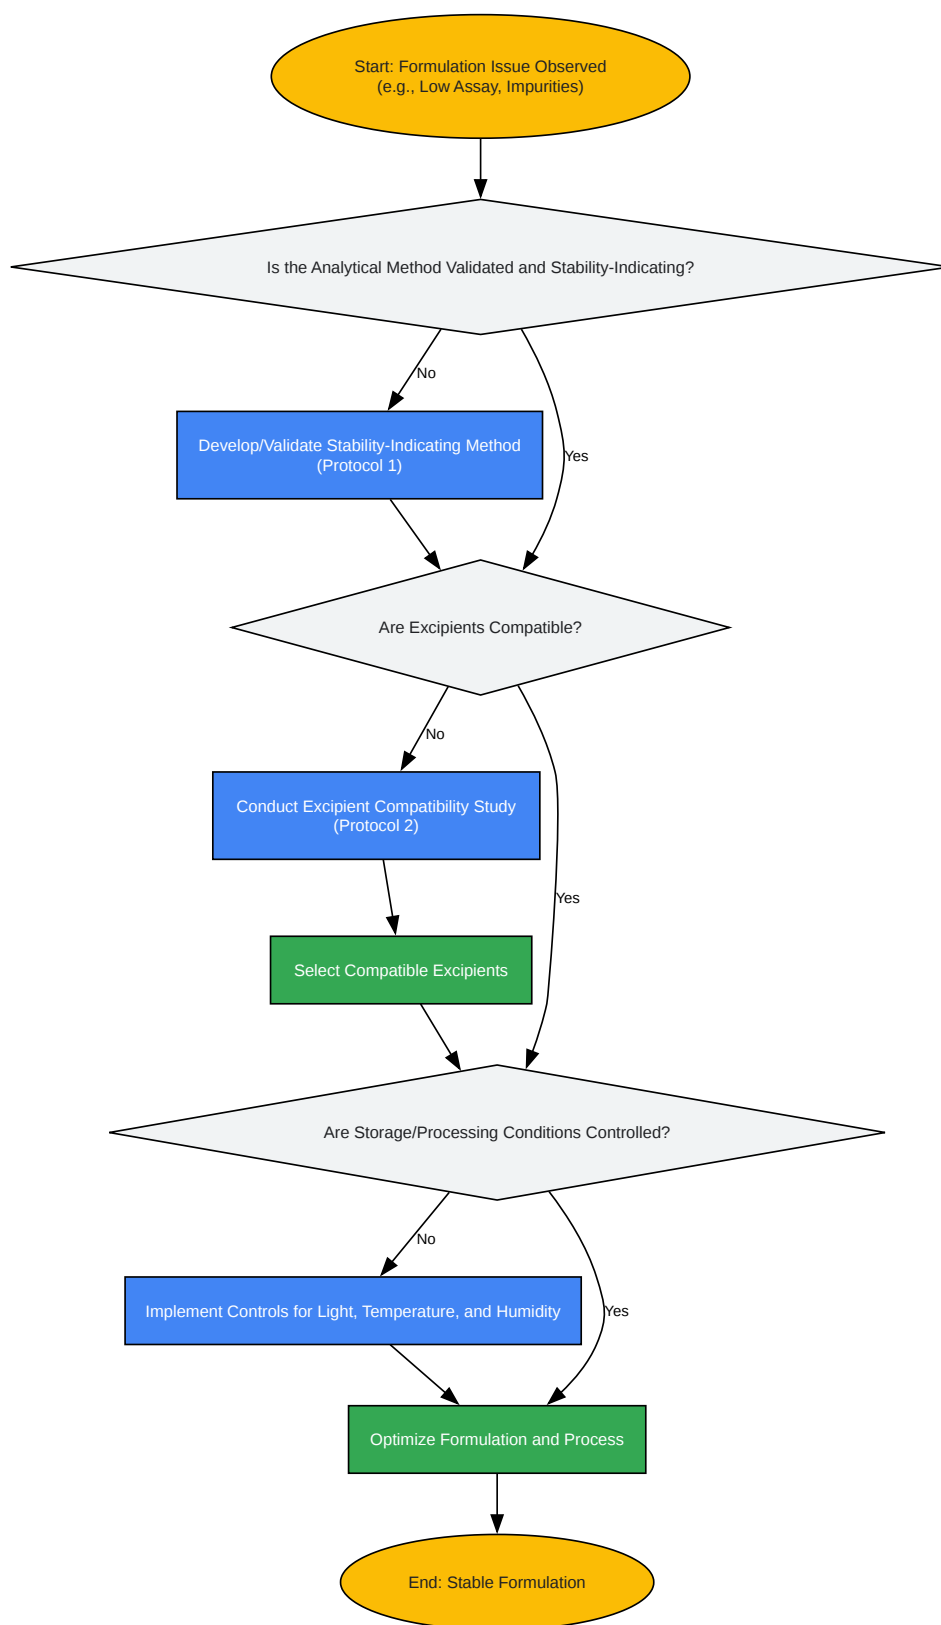 Start: Formulation Issue Observed
(e.g., Low Assay, Impurities)
Is the Analytical Method Validated and Stability-Indicating?
No
Develop/Validate Stability-Indicating Method
(Protocol 1)
Yes
Are Excipients Compatible?
No
Conduct Excipient Compatibility Study
(Protocol 2)
Yes
Select Compatible Excipients
Are Storage/Processing Conditions Controlled?
No
Implement Controls for Light, Temperature, and Humidity
Yes
Optimize Formulation and Process
End: Stable Formulation